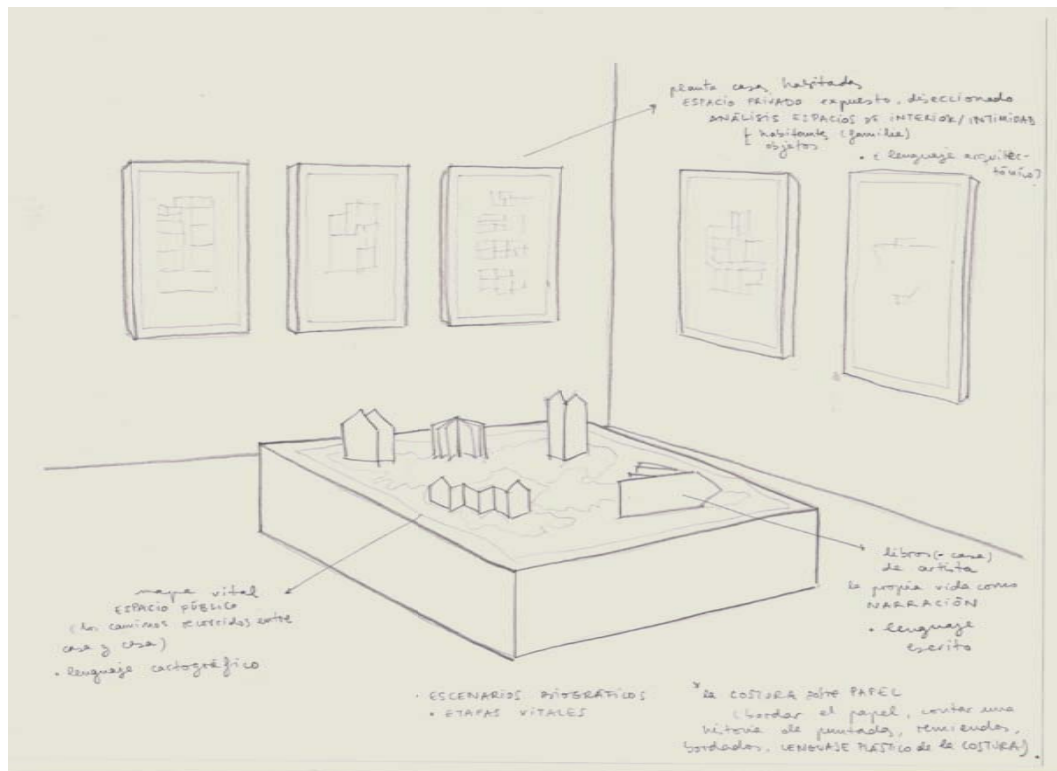 planta casas habitadas
ESPACIO PRIVADO expuesto, diseccionado
ANÁLISIS ESPACIOS DE INTERIOR/INTIMIDAD
habitantes (familia)
objetos
• (lenguaje arquitec-
tónico)
mapa vital
ESPACIO PÚBLICO
(los caminos recorridos entre
casa y casa)
• lenguaje cartográfico
libros (-casa)
de artista
la propia vida como
NARRACIÓN
• lenguaje
escrito
· ESCENARIOS BIOGRÁFICOS
• ETAPAS VITALES
* la COSTURA sobre PAPEL
(bordar el papel, contar una
historia de puntadas, remiendos,
bordados, LENGUAJE PLÁSTICO de la COSTURA).